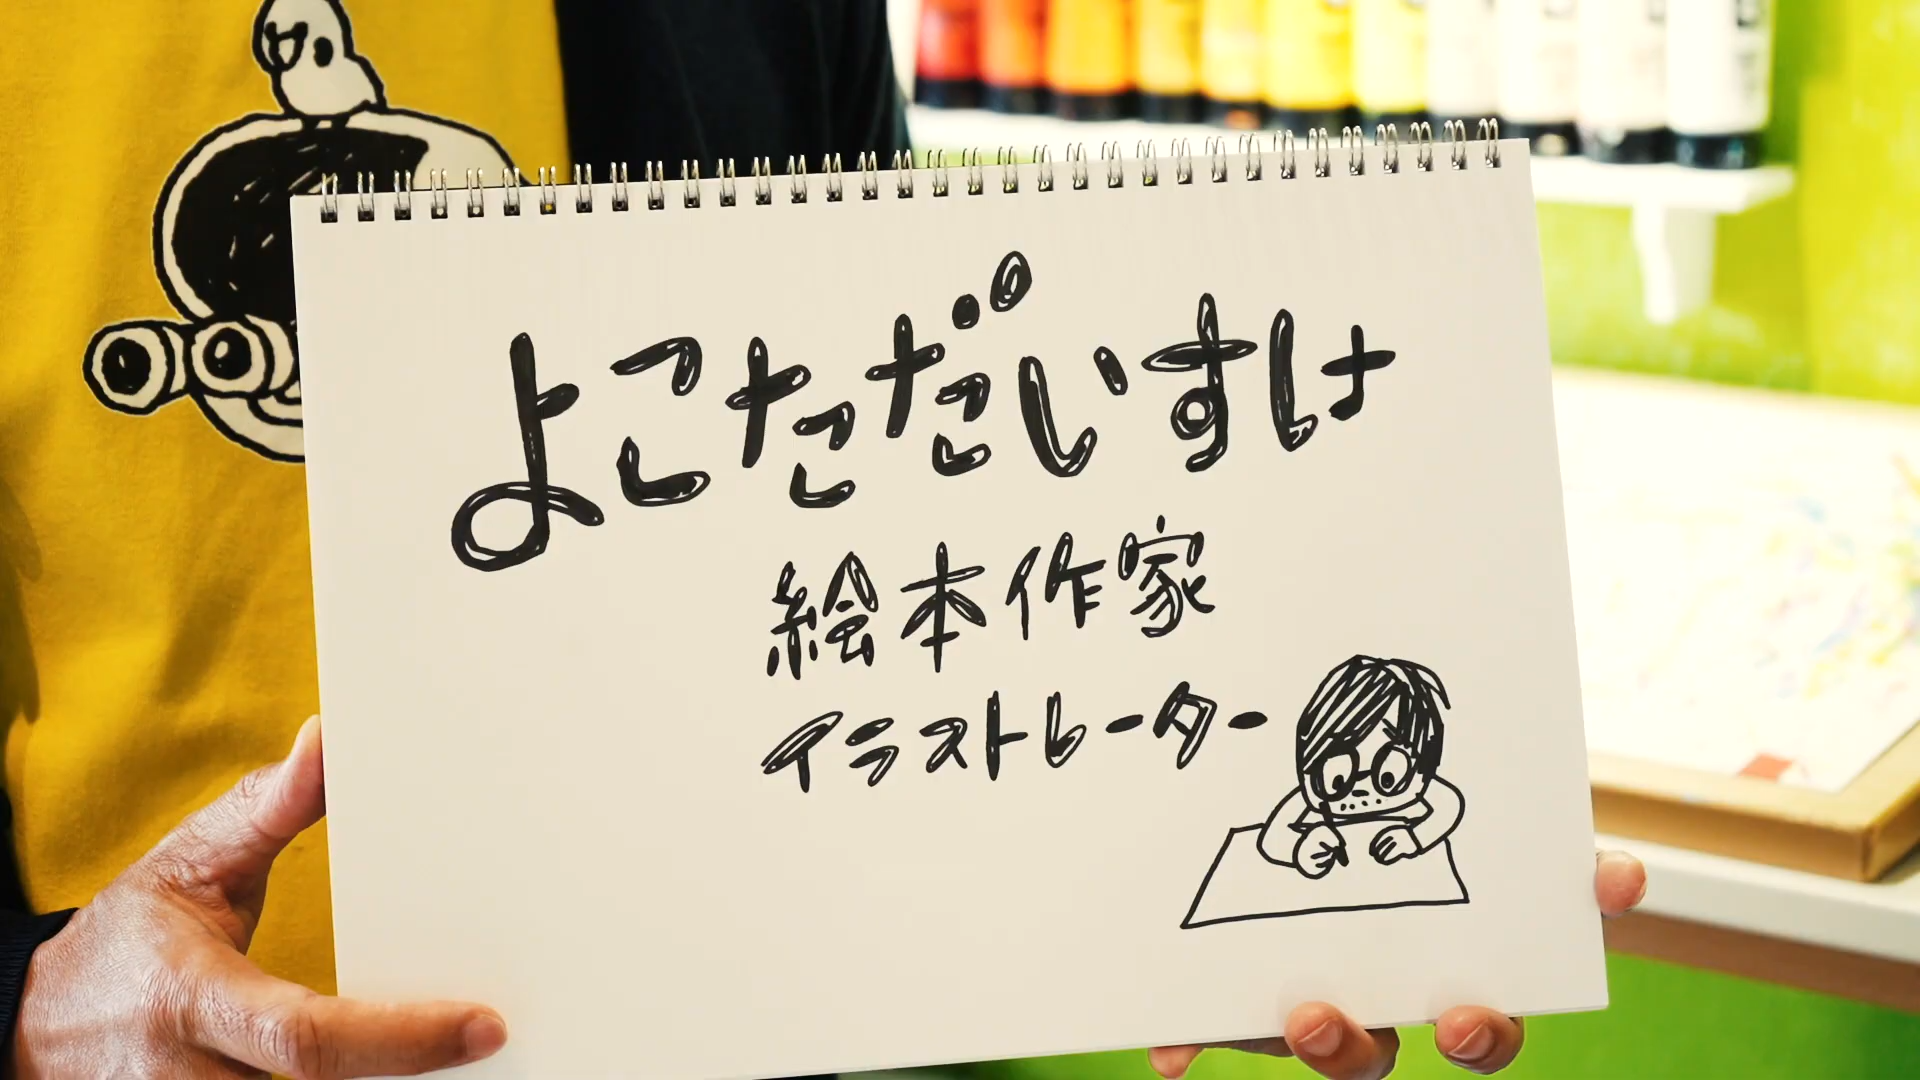 よこただいすけ
絵本作家
イラストレーター